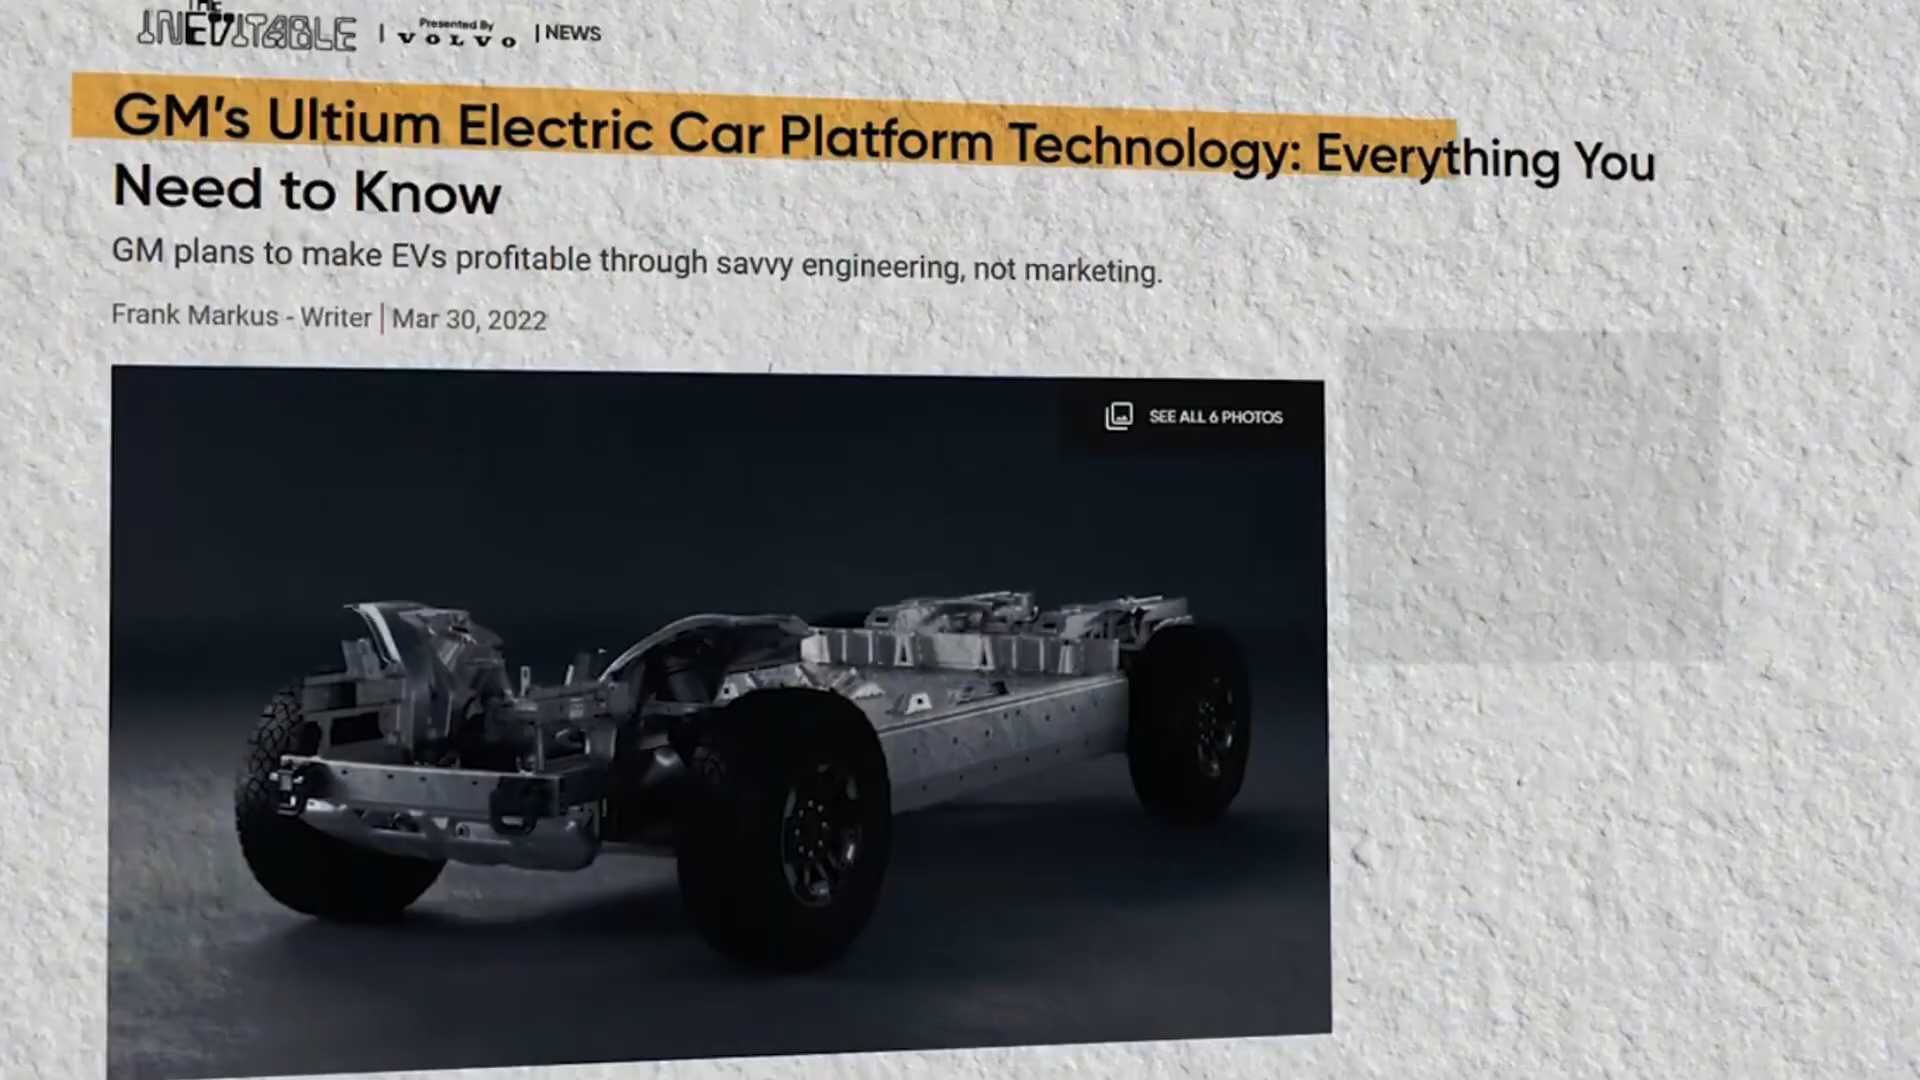 THE
INEVITABLE | Presented By VOLVO | NEWS
GM's Ultium Electric Car Platform Technology: Everything You
Need to Know
GM plans to make EVs profitable through savvy engineering, not marketing.
Frank Markus - Writer | Mar 30, 2022
SEE ALL 6 PHOTOS